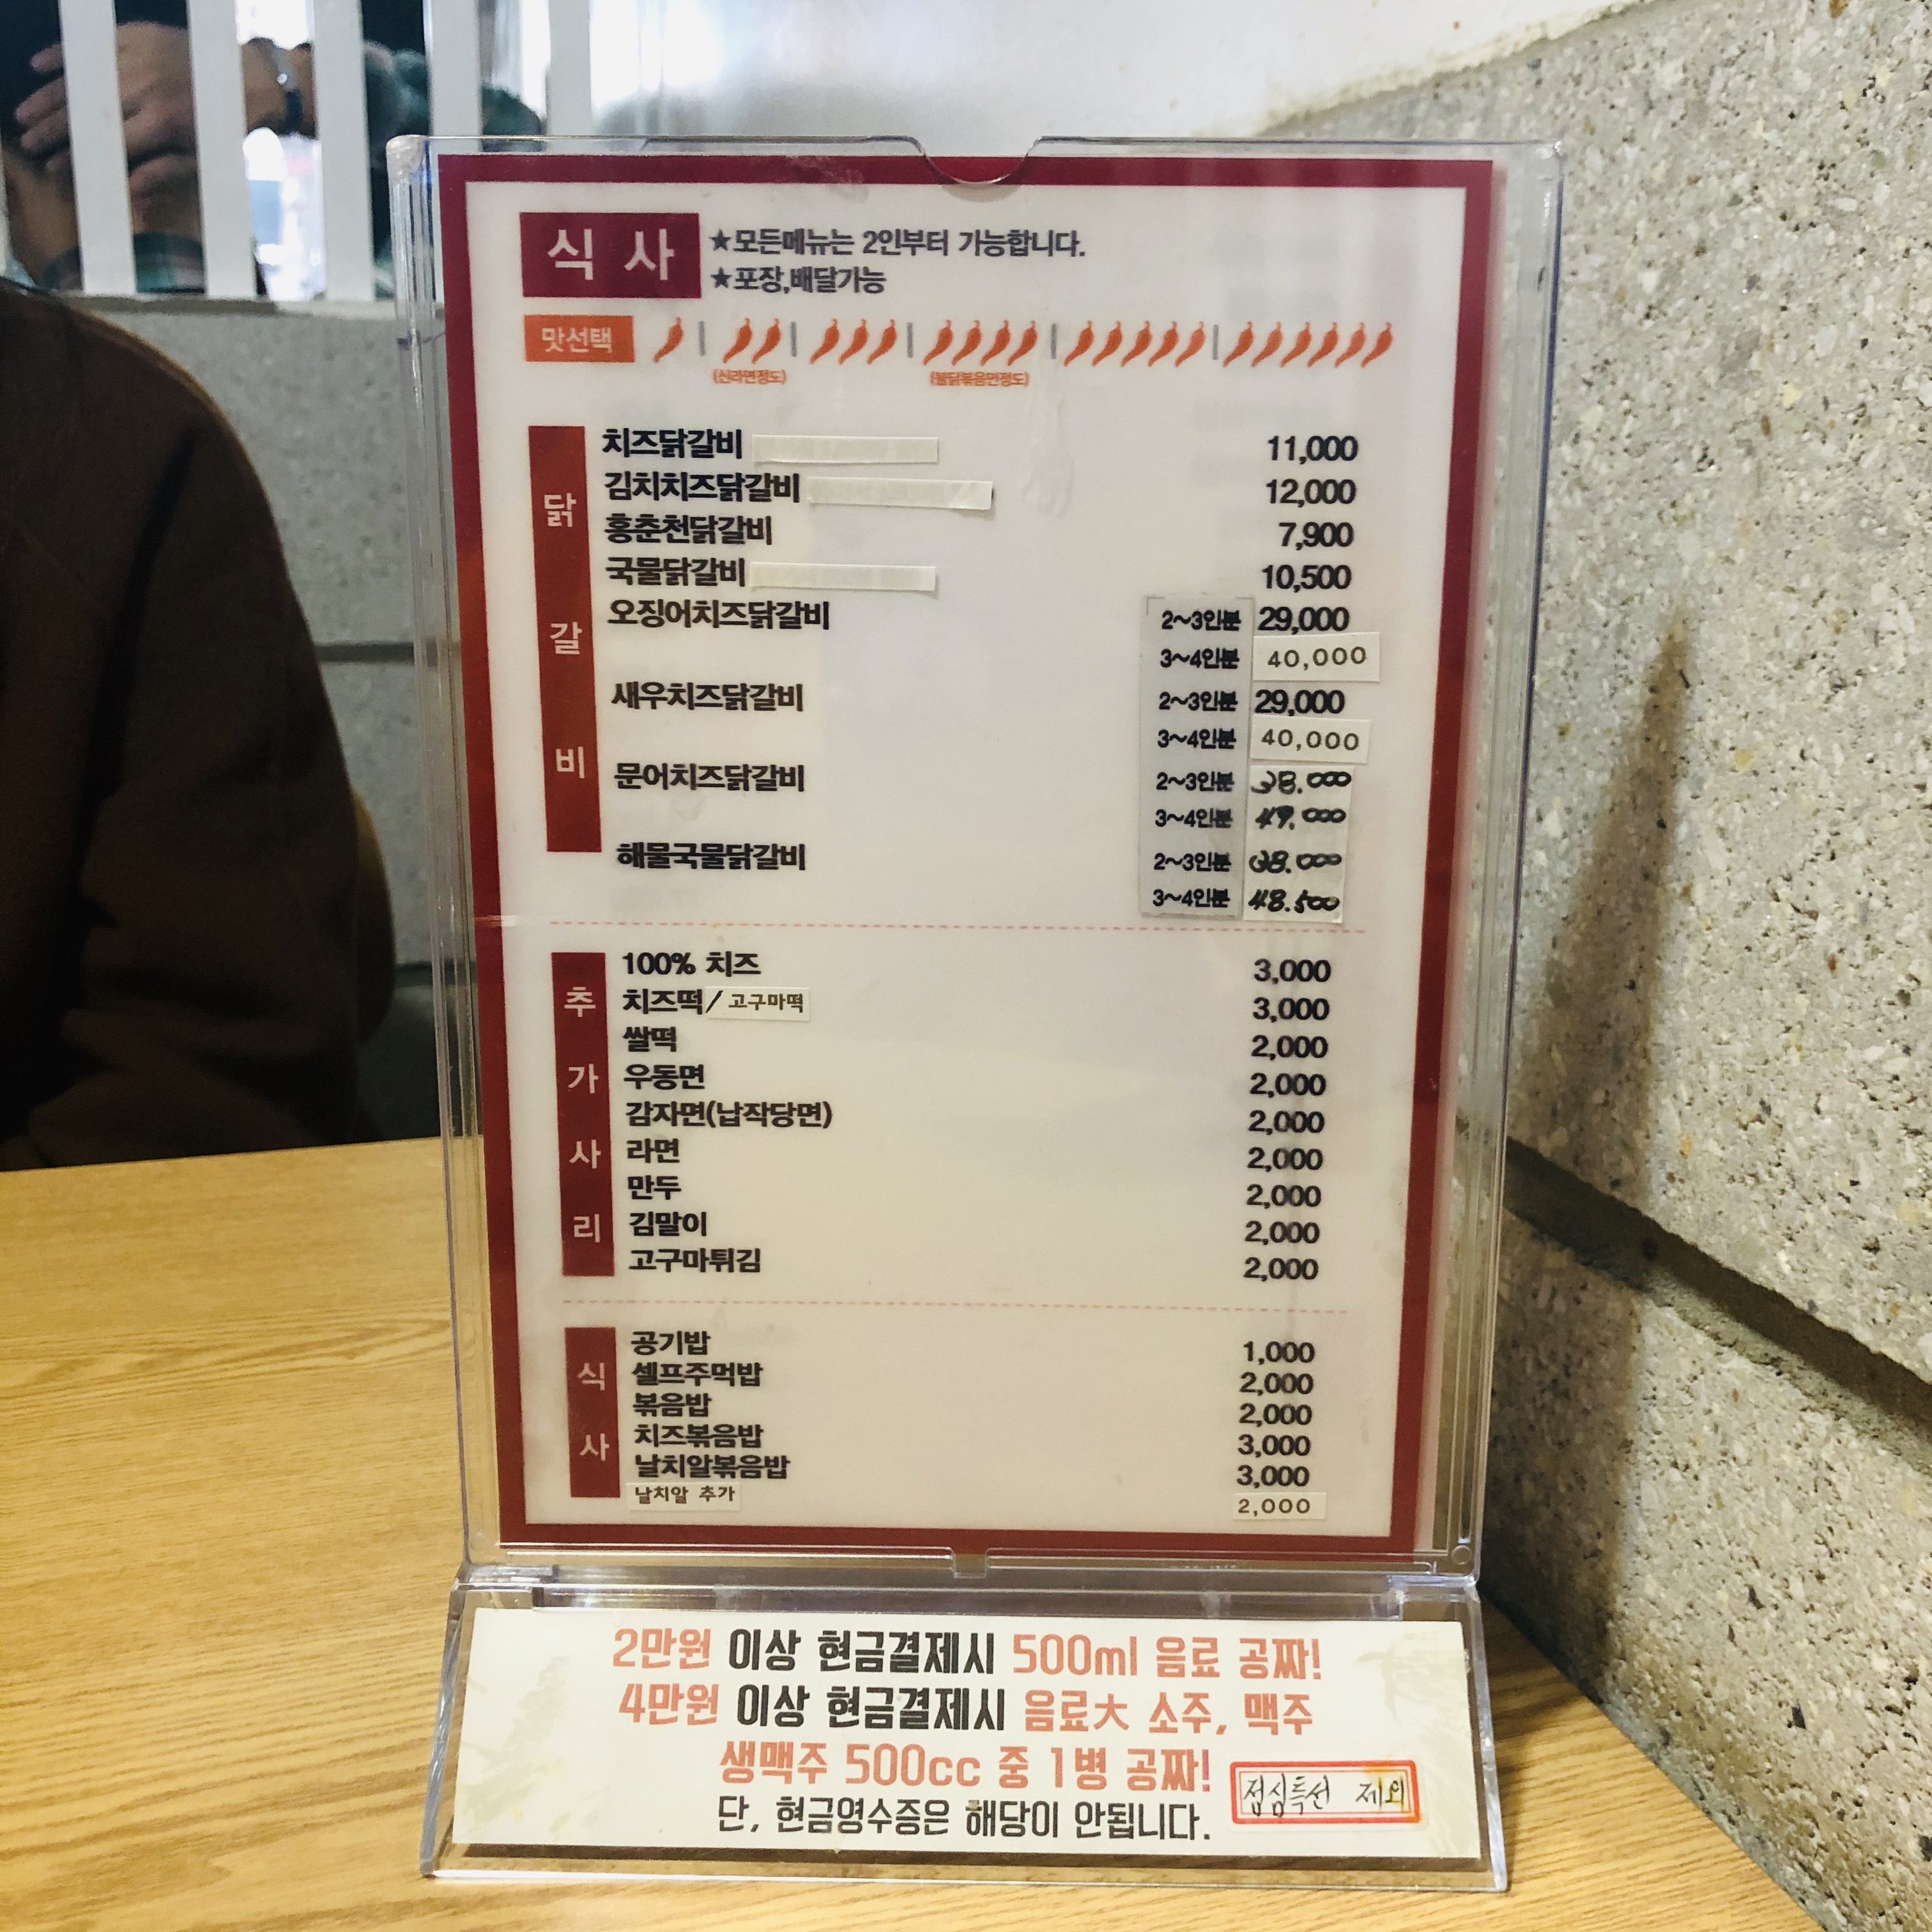 식 사
★모든메뉴는 2인부터 가능합니다.
★포장,배달가능
맛선택
(신라면정도)
(불닭볶음면정도)
닭갈비
치즈닭갈비 11,000
김치치즈닭갈비 12,000
홍춘천닭갈비 7,900
국물닭갈비 10,500
오징어치즈닭갈비 2~3인분 29,000
3~4인분 40,000
새우치즈닭갈비 2~3인분 29,000
3~4인분 40,000
문어치즈닭갈비 2~3인분 38.000
3~4인분 49.000
해물국물닭갈비 2~3인분 38.000
3~4인분 48.500
추가사리
100% 치즈 3,000
치즈떡/고구마떡 3,000
쌀떡 2,000
우동면 2,000
감자면(납작당면) 2,000
라면 2,000
만두 2,000
김말이 2,000
고구마튀김 2,000
식사
공기밥 1,000
셀프주먹밥 2,000
볶음밥 2,000
치즈볶음밥 3,000
날치알볶음밥 3,000
날치알 추가 2,000
2만원 이상 현금결제시 500ml 음료 공짜!
4만원 이상 현금결제시 음료大 소주, 맥주
생맥주 500cc 중 1병 공짜!
단, 현금영수증은 해당이 안됩니다.
점심특선 제외